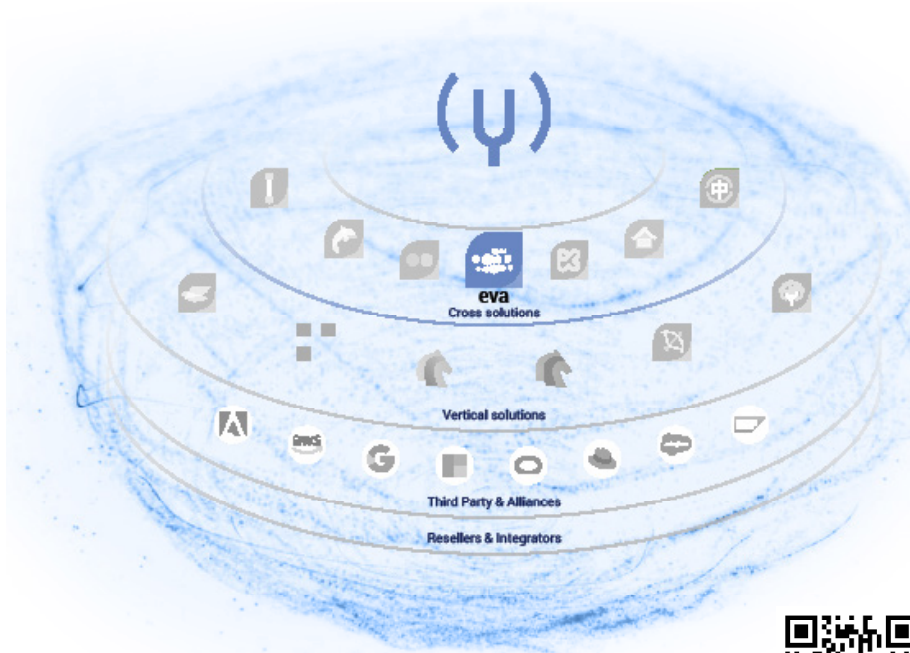 (y)
eva
Cross solutions
Vertical solutions
aws
Third Party & Alliances
Resellers & Integrators